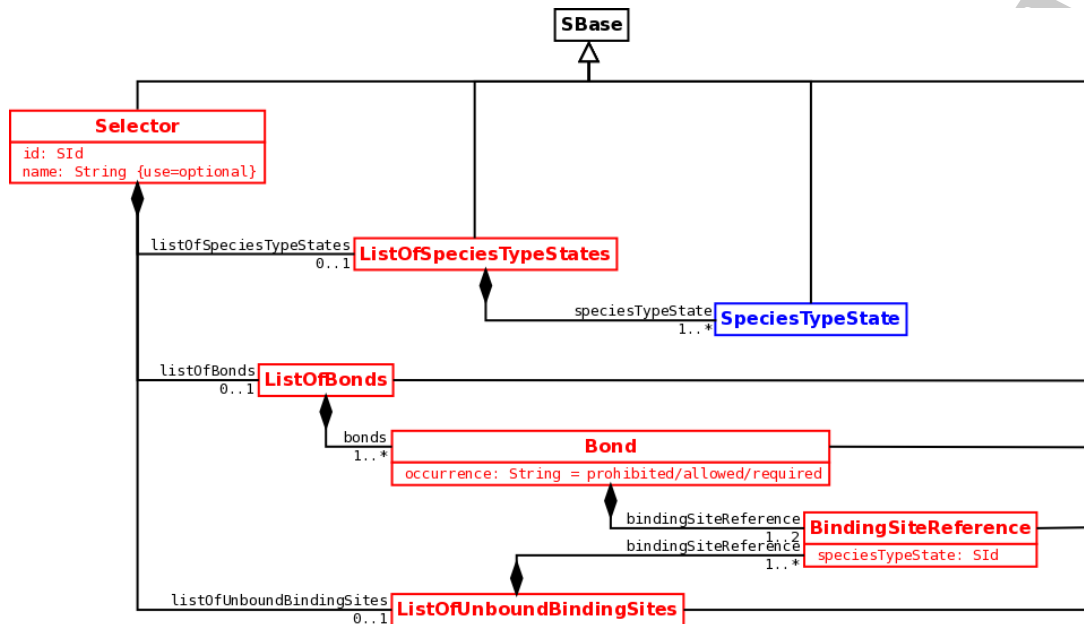 SBase
Selector
id: SId
name: String {use=optional}
listOfSpeciesTypeStates
0..1
ListOfSpeciesTypeStates
speciesTypeState
1..*
SpeciesTypeState
listOfBonds
0..1
ListOfBonds
bonds
1..*
Bond
occurrence: String = prohibited/allowed/required
bindingSiteReference
1..2
BindingSiteReference
speciesTypeState: SId
bindingSiteReference
1..*
listOfUnboundBindingSites
0..1
ListOfUnboundBindingSites